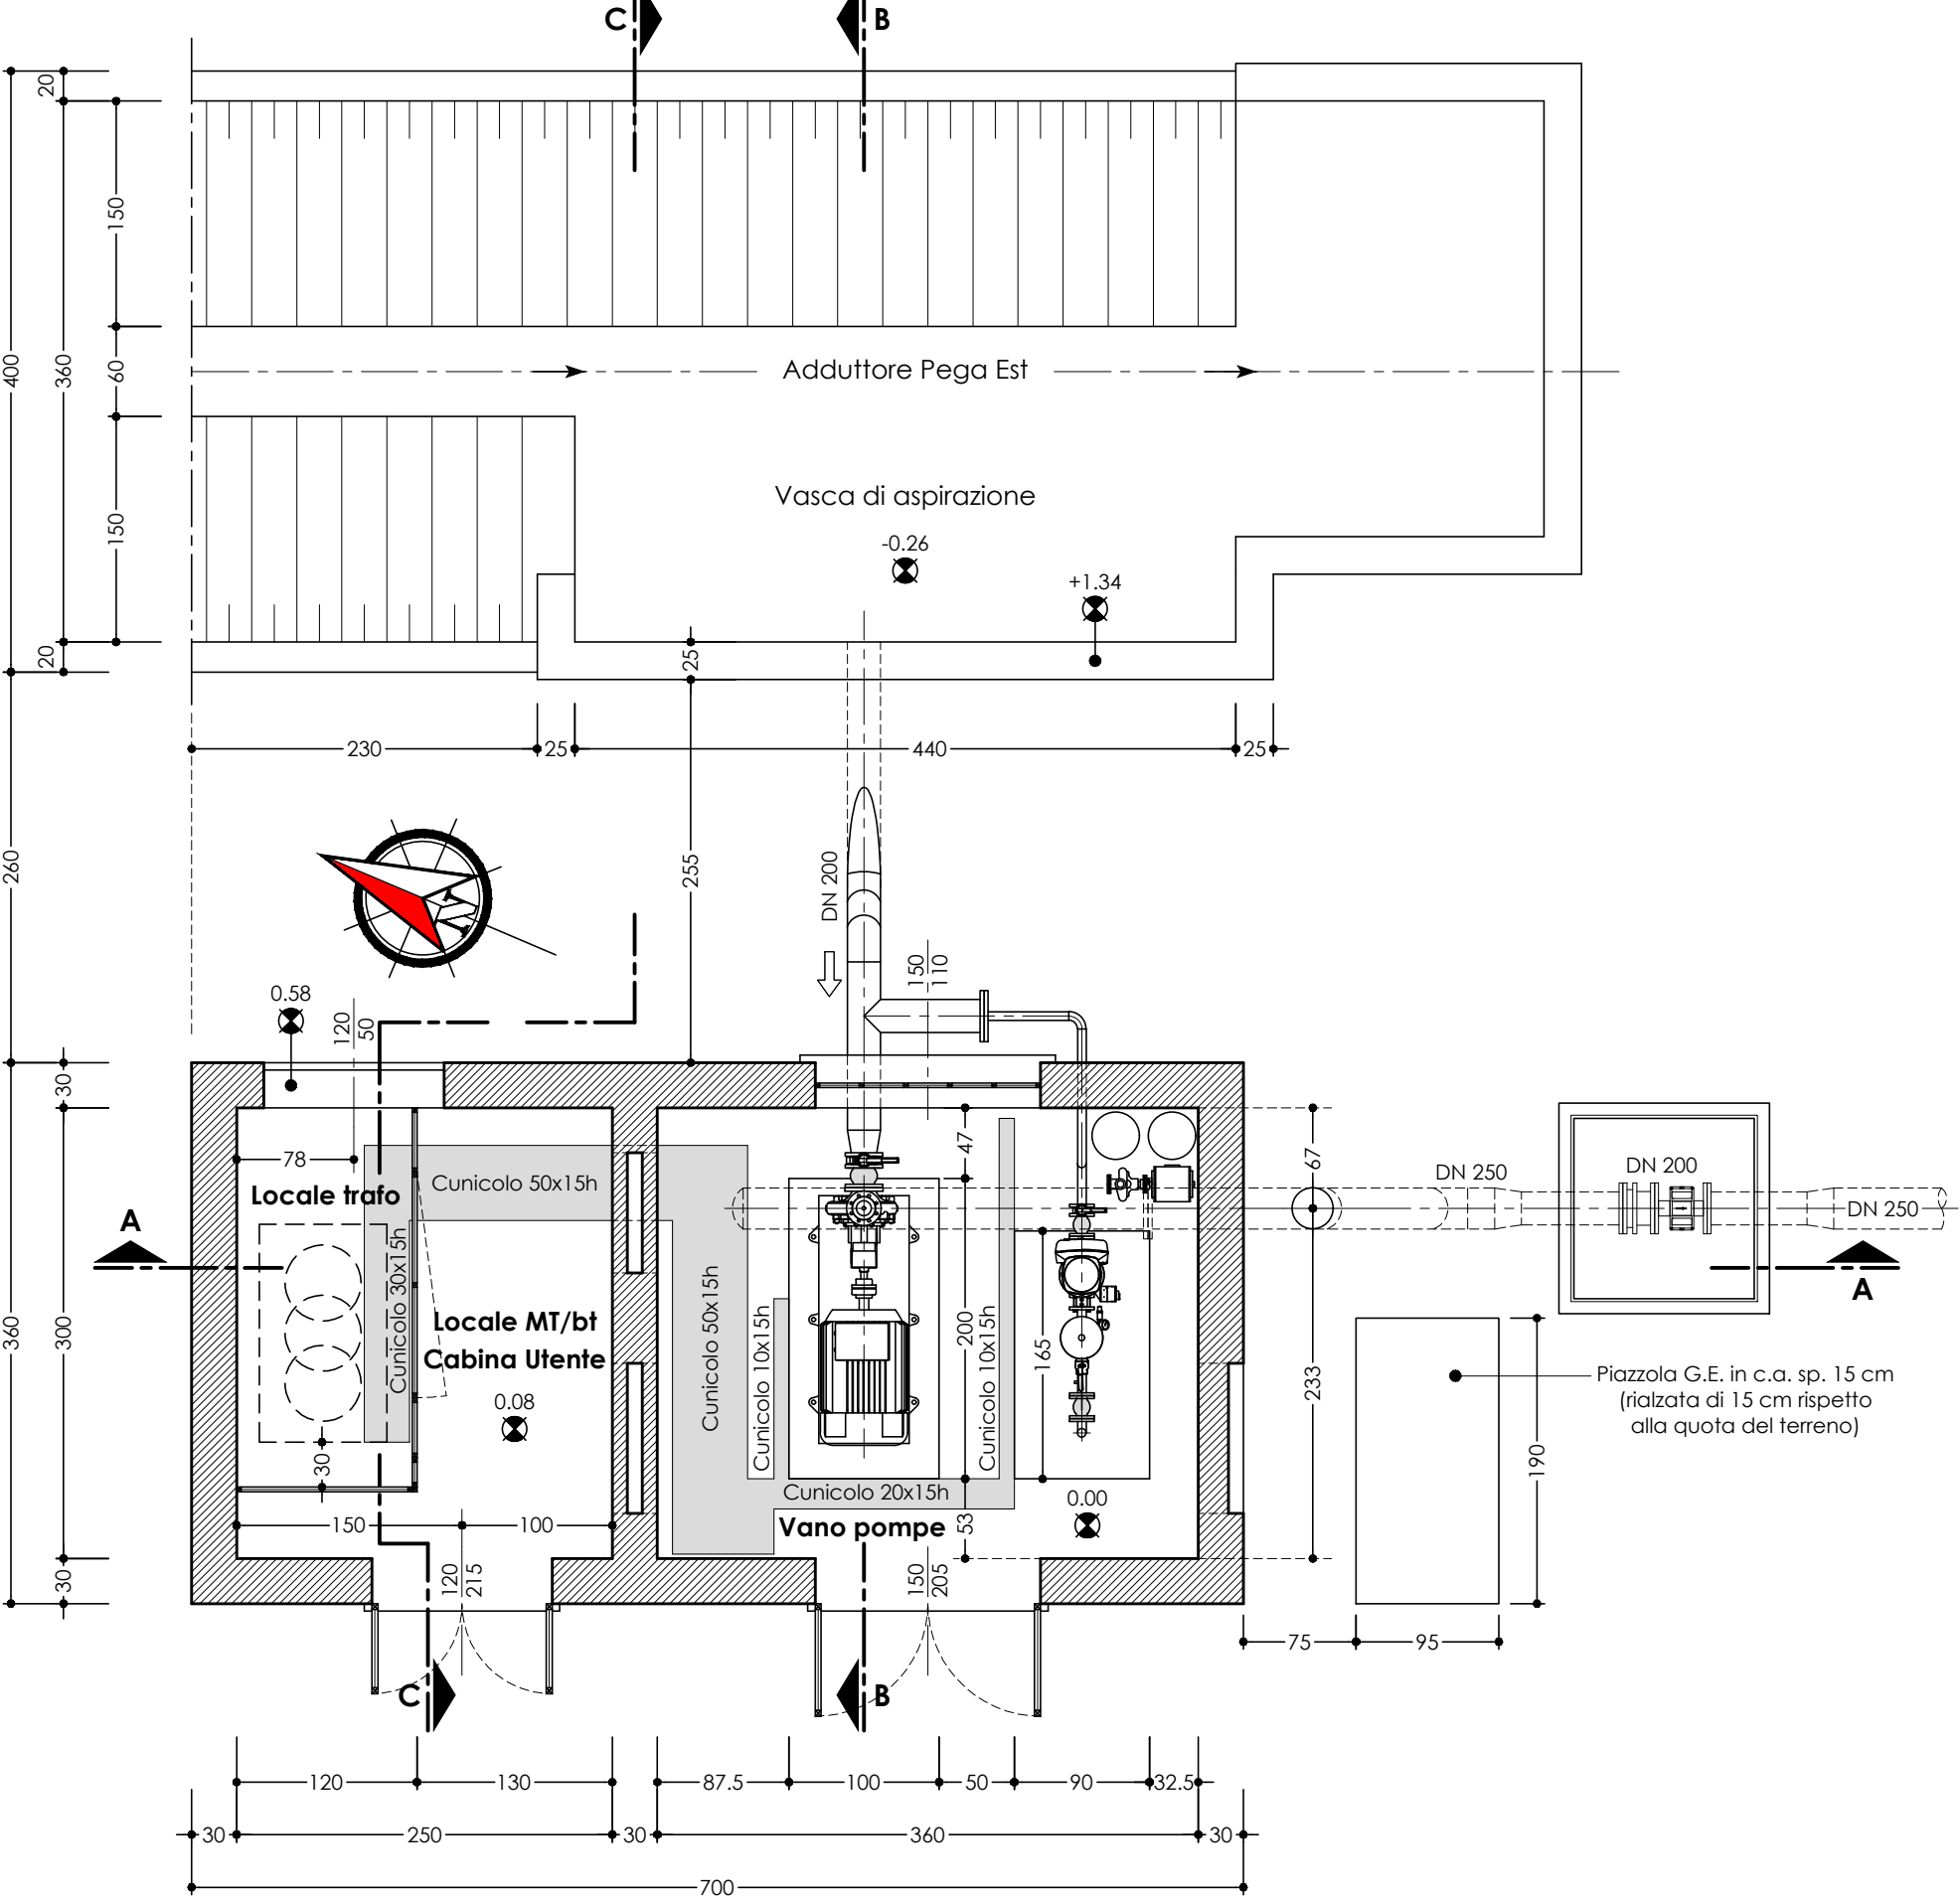 C
B
20
150
400
360
60
Adduttore Pega Est
Vasca di aspirazione
-0.26
+1.34
150
20
25
230
25
440
25
260
255
DN 200
N
150
110
0.58
120
50
30
47
67
78
Locale trafo
Cunicolo 50x15h
DN 250
DN 200
DN 250
A
A
Cunicolo 30x15h
Locale MT/bt
Cabina Utente
0.08
Cunicolo 50x15h
Cunicolo 10x15h
200
Cunicolo 10x15h
165
360
300
233
Piazzola G.E. in c.a. sp. 15 cm
(rialzata di 15 cm rispetto
alla quota del terreno)
190
30
Cunicolo 20x15h
0.00
150
100
Vano pompe
53
120
215
150
205
30
75
95
C
B
120
130
87.5
100
50
90
32.5
30
250
30
360
30
700